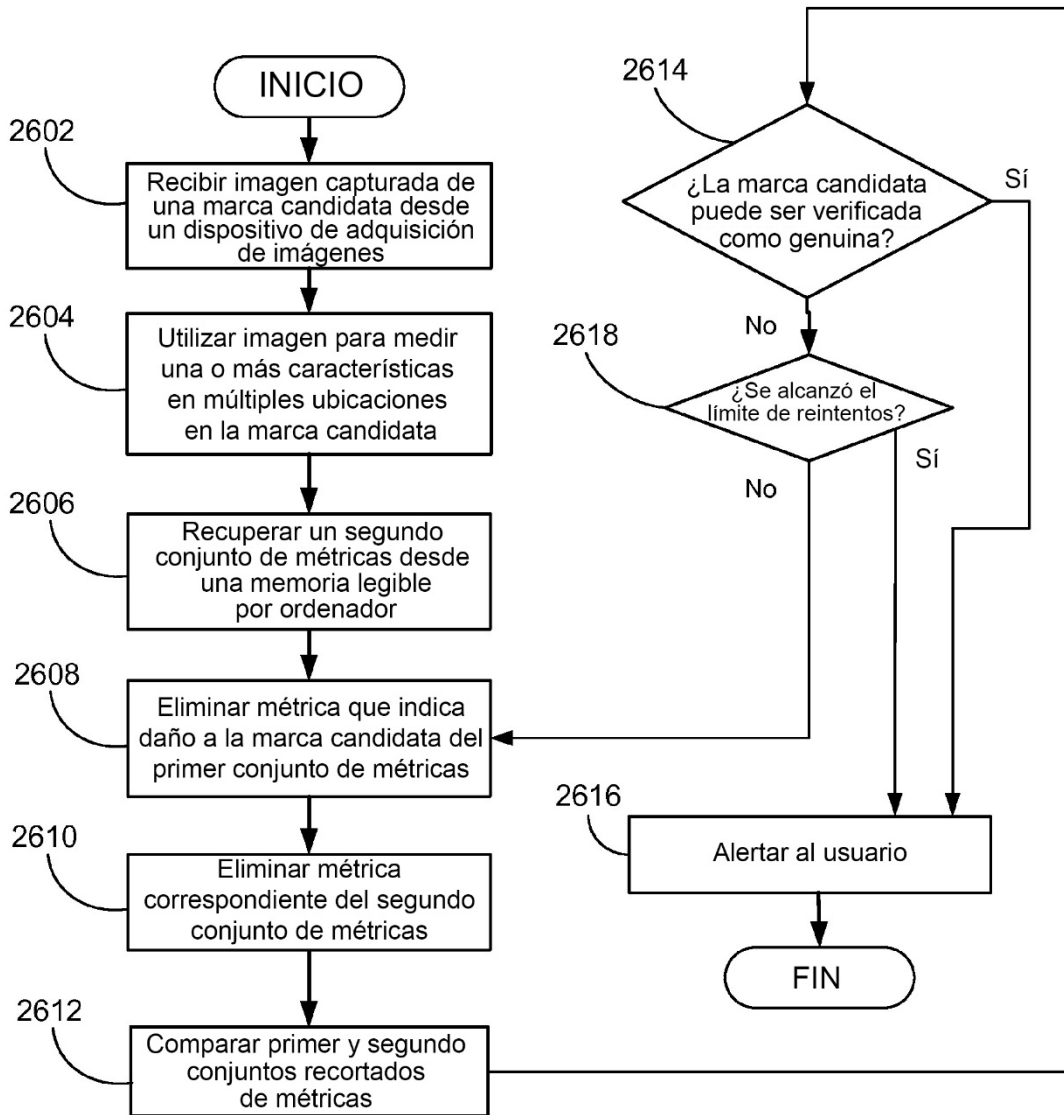 INICIO
2602
Recibir imagen capturada de
una marca candidata desde
un dispositivo de adquisición
de imágenes
2604
Utilizar imagen para medir
una o más características
en múltiples ubicaciones
en la marca candidata
2606
Recuperar un segundo
conjunto de métricas desde
una memoria legible
por ordenador
2608
Eliminar métrica que indica
daño a la marca candidata del
primer conjunto de métricas
2610
Eliminar métrica
correspondiente del segundo
conjunto de métricas
2612
Comparar primer y segundo
conjuntos recortados
de métricas
2614
¿La marca candidata
puede ser verificada
como genuina?
Sí
No
2618
¿Se alcanzó el
límite de reintentos?
Sí
No
2616
Alertar al usuario
FIN